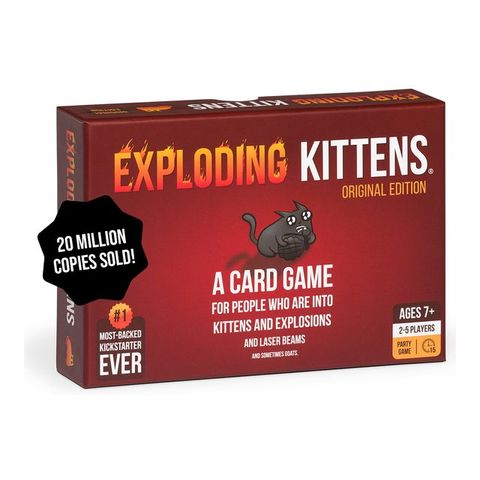 EXPLODING KITTENS
EXPLODING KITTENS®
ORIGINAL EDITION
20 MILLION
COPIES SOLD!
A CARD GAME
FOR PEOPLE WHO ARE INTO
KITTENS AND EXPLOSIONS
AND LASER BEAMS
AND SOMETIMES GOATS.
#1
MOST-BACKED
KICKSTARTER
EVER
AGES 7+
2-5 PLAYERS
PARTY
GAME
15